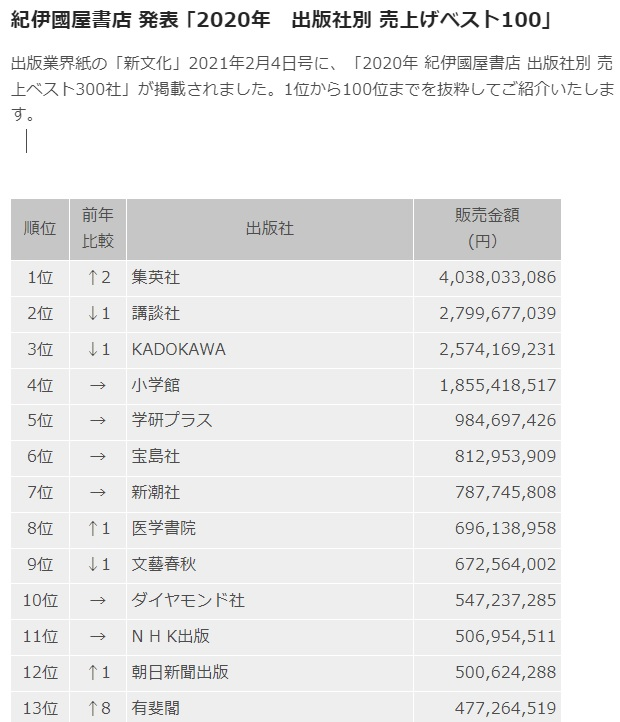 紀伊國屋書店 発表「2020年　出版社別 売上げベスト100」
出版業界紙の「新文化」2021年2月4日号に、「2020年 紀伊國屋書店 出版社別 売
上ベスト300社」が掲載されました。1位から100位までを抜粋してご紹介いたしま
す。
順位 前年比較 出版社 販売金額（円）
1位 ↑2 集英社 4,038,033,086
2位 ↓1 講談社 2,799,677,039
3位 ↓1 KADOKAWA 2,574,169,231
4位 → 小学館 1,855,418,517
5位 → 学研プラス 984,697,426
6位 → 宝島社 812,953,909
7位 → 新潮社 787,745,808
8位 ↑1 医学書院 696,138,958
9位 ↓1 文藝春秋 672,564,002
10位 → ダイヤモンド社 547,237,285
11位 → ＮＨＫ出版 506,954,511
12位 ↑1 朝日新聞出版 500,624,288
13位 ↑8 有斐閣 477,264,519